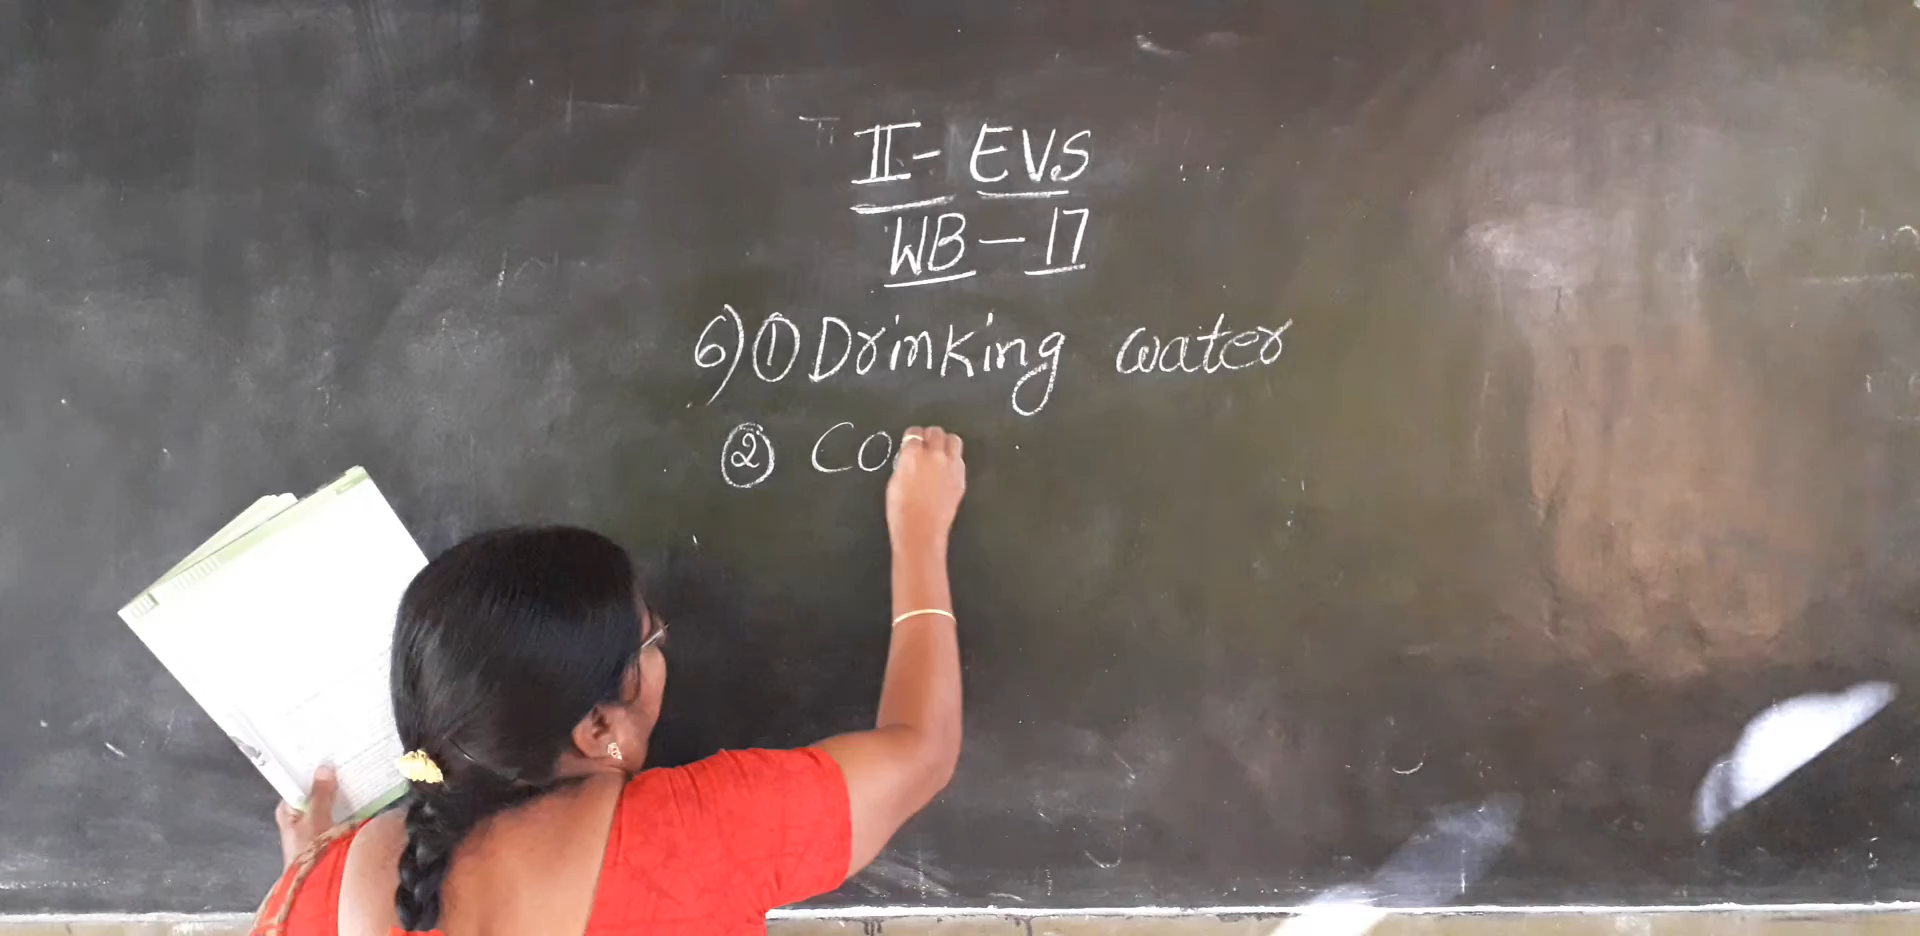 II- EVS
WB - 17
6) ① Drinking water
② Co